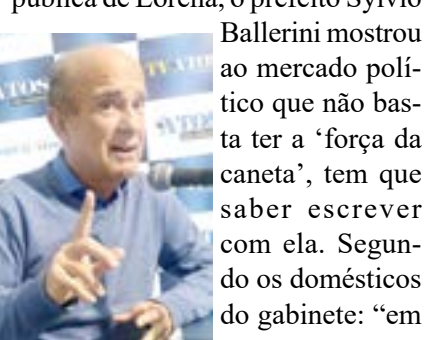 pública de Lorena, o prefeito Sylvio
Ballerini mostrou
ao mercado polí-
tico que não bas-
ta ter a ‘força da
caneta’, tem que
saber escrever
com ela. Segun-
do os domésticos
do gabinete: “em